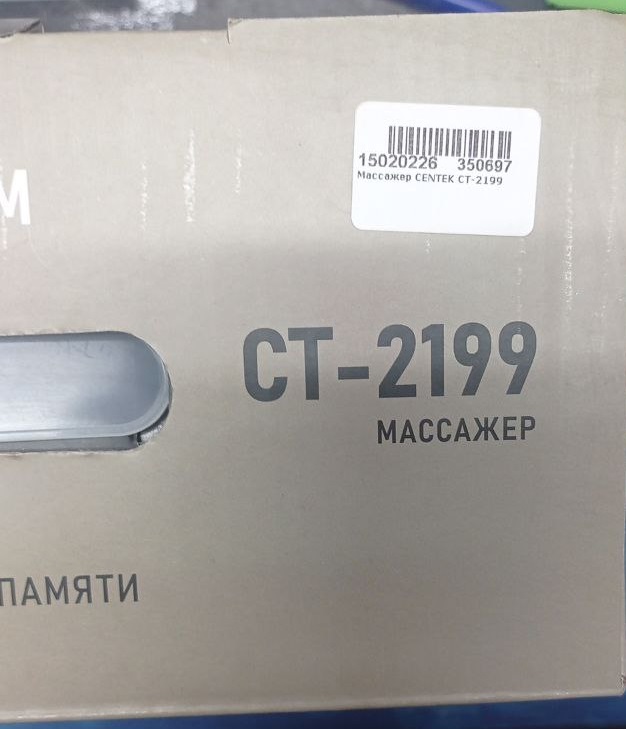 15020226 350697
Массажер CENTEK CT-2199
М
CT-2199
МАССАЖЕР
ПАМЯТИ